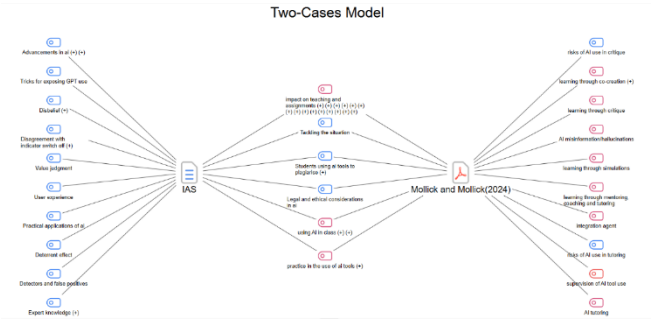 Two-Cases Model
Advancements in ai (+) (+)
Tricks for exposing GPT use
Disbelief (+)
Disagreement with
indicator switch off (+)
Value judgment
User experience
Practical applications of ai
Deterrent effect
Detectors and false positives
Expert knowledge (+)
IAS
Impact on teaching and
assignments (+) (+) (+) (+) (+) (+)
(+) (+) (+) (+) (+) (+) (+) (+)
Tackling the situation
Students using ai tools to
plagiarise (+)
Legal and ethical considerations
in ai
using AI in class (+) (+)
practice in the use of ai tools (+)
Mollick and Mollick(2024)
risks of AI use in critique
learning through co-creation (+)
learning through critique
AI misinformation/hallucinations
learning through simulations
learning through mentoring,
coaching and tutoring
integration agent
risks of AI use in tutoring
supervision of AI tool use
AI tutoring